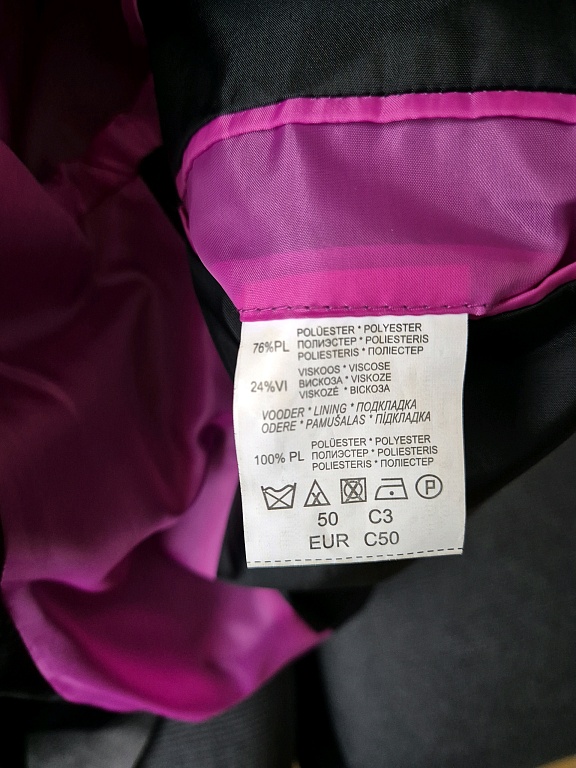 76%PL
POLÜESTER * POLYESTER
ПОЛИЭСТЕР * POLIESTERIS
POLIESTERIS * ПОЛІЕСТЕР
24%VI
VISKOOS * VISCOSE
ВИСКОЗА * VISKOZE
VISKOZĖ * ВІСКОЗА
VOODER * LINING * ПОДКЛАДКА
ODERE * PAMUŠALAS * ПІДКЛАДКА
100% PL
POLÜESTER * POLYESTER
ПОЛИЭСТЕР * POLIESTERIS
POLIESTERIS * ПОЛІЕСТЕР
P
50 C3
EUR C50